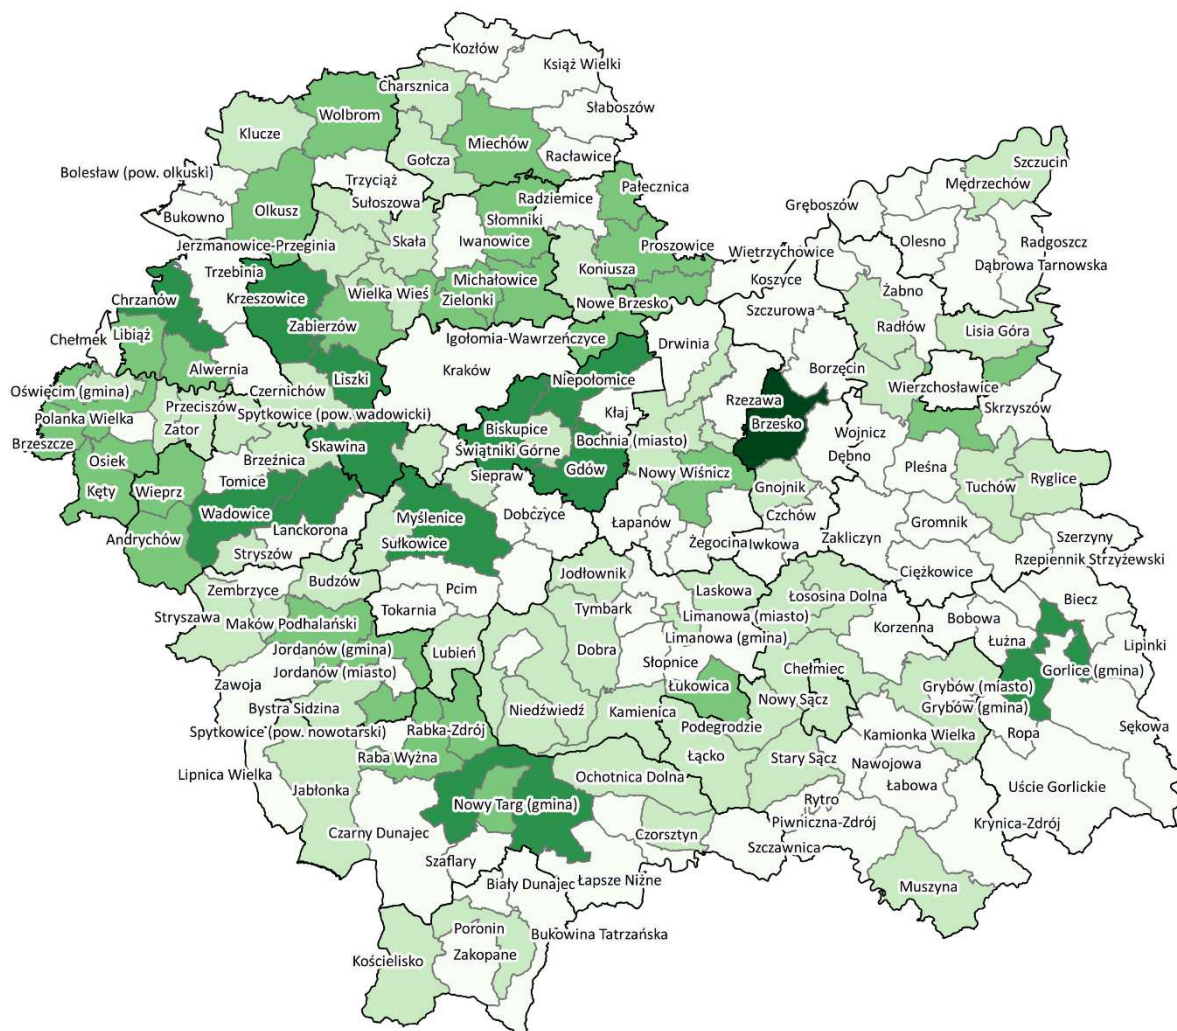 Kozłów
Książ Wielki
Charsznica
Wolbrom
Słaboszów
Klucze
Miechów
Gołcza
Racławice
Szczucin
Bolesław (pow. olkuski)
Trzyciąż
Mędrzechów
Pałecznica
Sułoszowa
Radziemice
Bukowno
Olkusz
Gręboszów
Słomniki
Skała
Iwanowice
Olesno
Radgoszcz
Jerzmanowice-Przeginia
Proszowice
Wietrzychowice
Dąbrowa Tarnowska
Trzebinia
Koniusza
Koszyce
Michałowice
Żabno
Chrzanów
Krzeszowice
Wielka Wieś
Zielonki
Nowe Brzesko
Szczurowa
Zabierzów
Radłów
Lisia Góra
Libiąż
Chełmek
Igołomia-Wawrzeńczyce
Drwinia
Kraków
Alwernia
Borzęcin
Liszki
Niepołomice
Oświęcim (gmina)
Czernichów
Wierzchosławice
Przeciszów
Rzezawa
Spytkowice (pow. wadowicki)
Kłaj
Polanka Wielka
Skrzyszów
Brzesko
Zator
Biskupice
Wojnicz
Brzeszcze
Bochnia (miasto)
Skawina
Świątniki Górne
Dębno
Osiek
Brzeźnica
Gdów
Nowy Wiśnicz
Pleśna
Siepraw
Ryglice
Tomice
Gnojnik
Tuchów
Kęty
Wieprz
Wadowice
Dobczyce
Czchów
Lanckorona
Myślenice
Łapanów
Gromnik
Zakliczyn
Szerzyny
Andrychów
Sułkowice
Żegocina
Iwkowa
Stryszów
Rzepiennik Strzyżewski
Jodłownik
Ciężkowice
Budzów
Zembrzyce
Pcim
Laskowa
Łososina Dolna
Biecz
Tokarnia
Tymbark
Stryszawa
Limanowa (miasto)
Bobowa
Maków Podhalański
Korzenna
Limanowa (gmina)
Łużna
Lipinki
Jordanów (gmina)
Lubień
Dobra
Słopnice
Chełmiec
Gorlice (gmina)
Jordanów (miasto)
Zawoja
Łukowica
Grybów (miasto)
Nowy Sącz
Bystra Sidzina
Niedźwiedź
Kamienica
Grybów (gmina)
Podegrodzie
Spytkowice (pow. nowotarski)
Rabka-Zdrój
Kamionka Wielka
Ropa
Sękowa
Raba Wyżna
Łącko
Stary Sącz
Lipnica Wielka
Ochotnica Dolna
Nawojowa
Jabłonka
Łabowa
Uście Gorlickie
Nowy Targ (gmina)
Rytro
Piwniczna-Zdrój
Krynica-Zdrój
Czarny Dunajec
Czorsztyn
Szczawnica
Szaflary
Łapsze Niżne
Biały Dunajec
Muszyna
Poronin
Bukowina Tatrzańska
Zakopane
Kościelisko